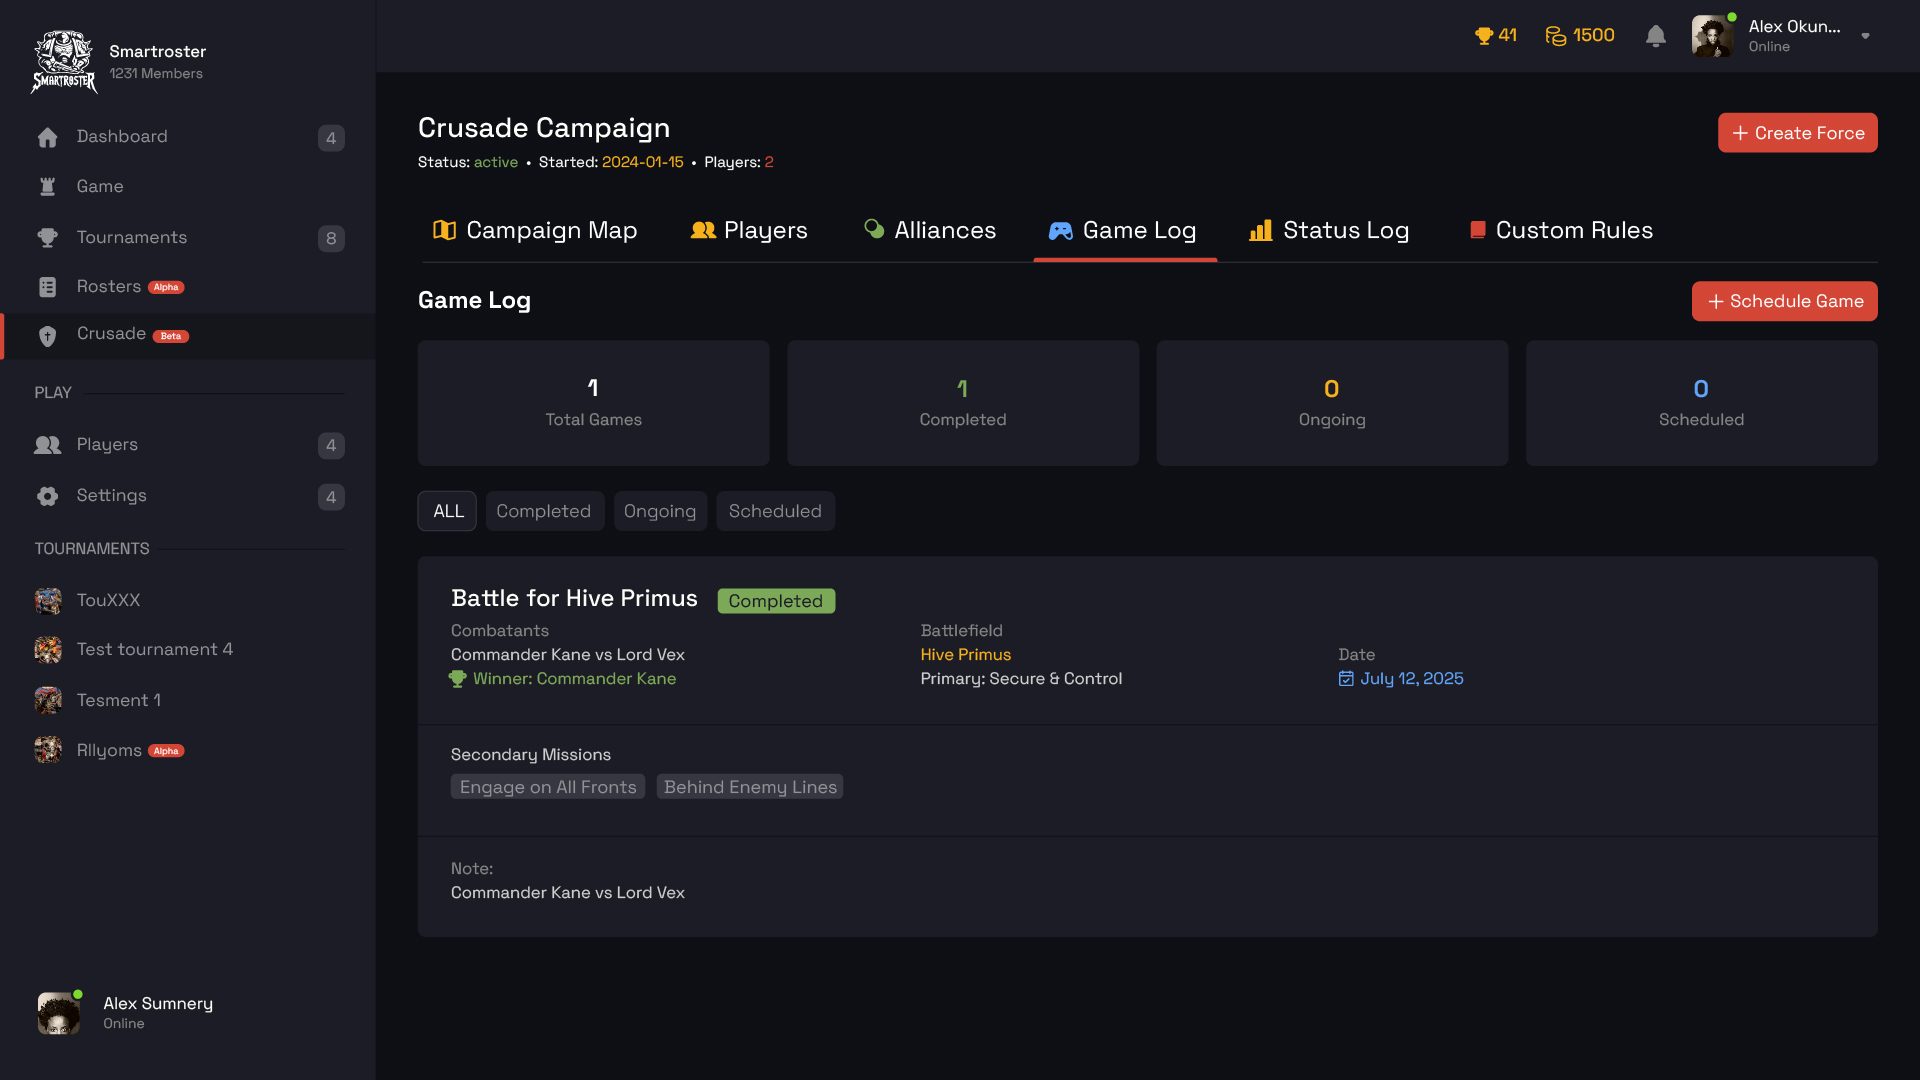 SMARTROSTER
Smartroster
1231 Members
Dashboard 4
Game
Tournaments 8
Rosters Alpha
Crusade Beta
PLAY
Players 4
Settings 4
TOURNAMENTS
TouXXX
Test tournament 4
Tesment 1
Rllyoms Alpha
Alex Sumnery
Online
41 1500
Alex Okun...
Online
Crusade Campaign
Status: active • Started: 2024-01-15 • Players: 2
+ Create Force
Campaign Map Players Alliances Game Log Status Log Custom Rules
Game Log
+ Schedule Game
1
Total Games
1
Completed
0
Ongoing
0
Scheduled
ALL Completed Ongoing Scheduled
Battle for Hive Primus Completed
Combatants
Commander Kane vs Lord Vex
Winner: Commander Kane
Battlefield
Hive Primus
Primary: Secure & Control
Date
July 12, 2025
Secondary Missions
Engage on All Fronts Behind Enemy Lines
Note:
Commander Kane vs Lord Vex